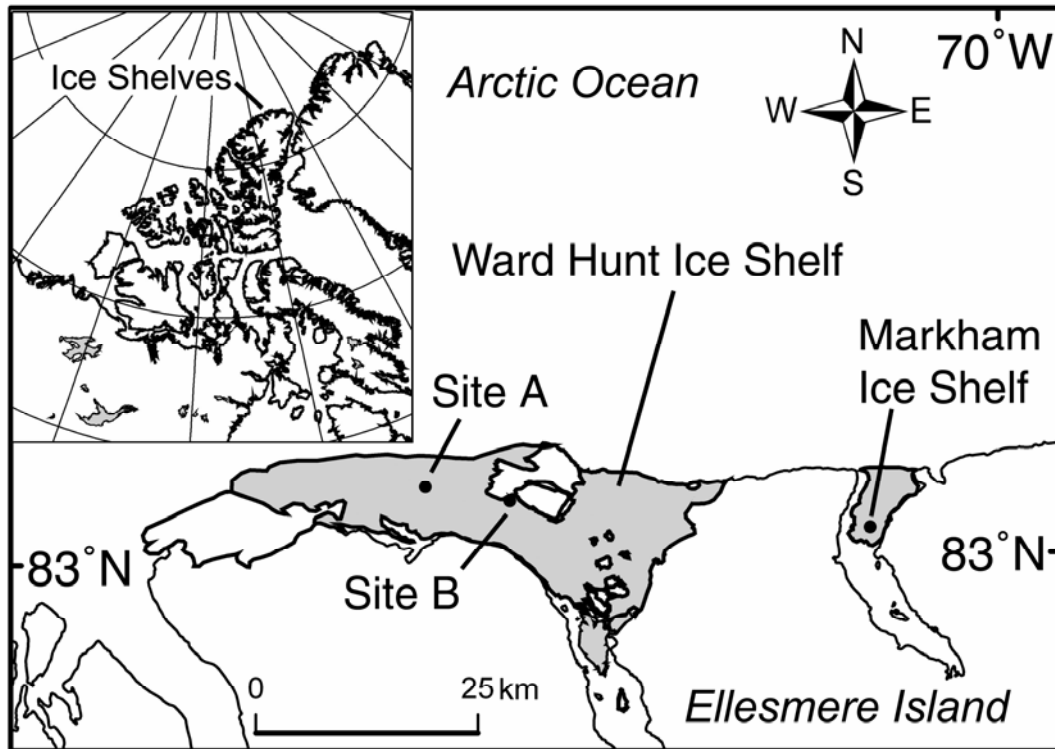 Ice Shelves
Arctic Ocean
70°W
N
W
E
S
Ward Hunt Ice Shelf
Markham
Ice Shelf
Site A
83°N
Site B
83°N
0
25 km
Ellesmere Island